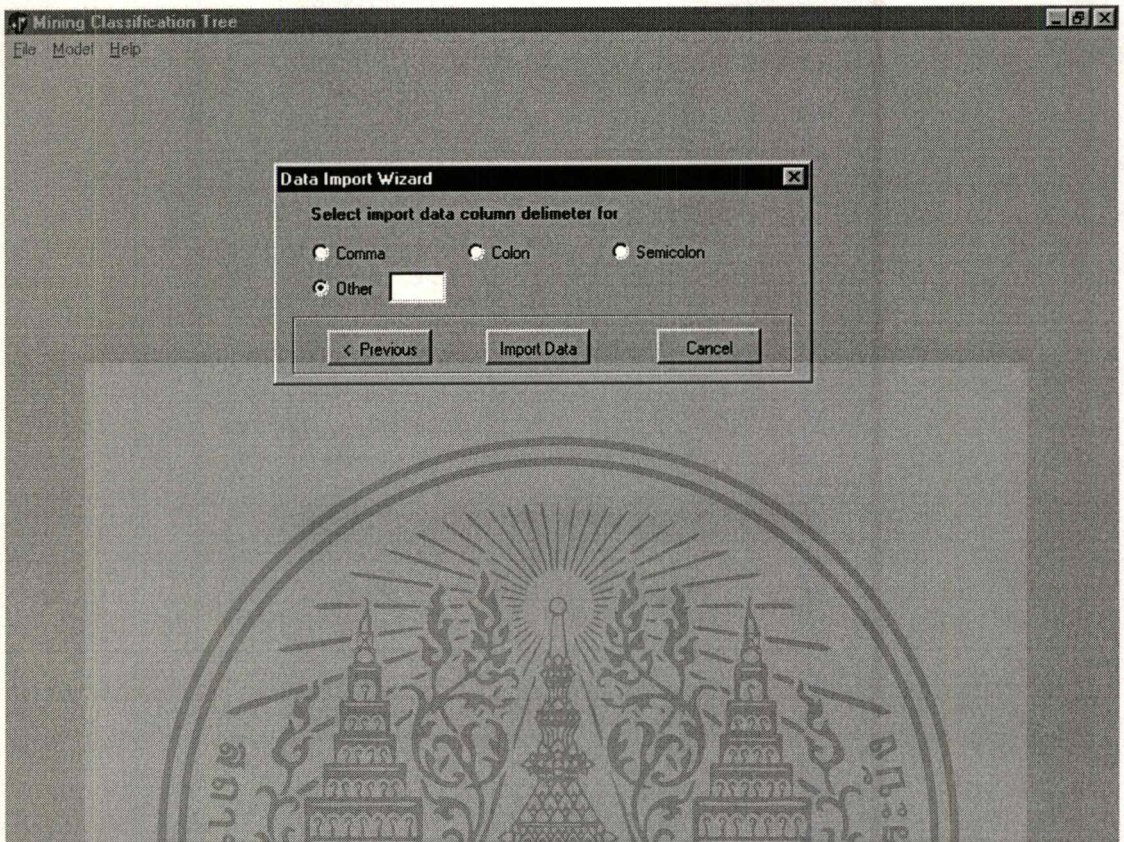 Mining Classification Tree
File Model Help
Data Import Wizard
Select import data column delimeter for
Comma Colon Semicolon
Other
< Previous Import Data Cancel